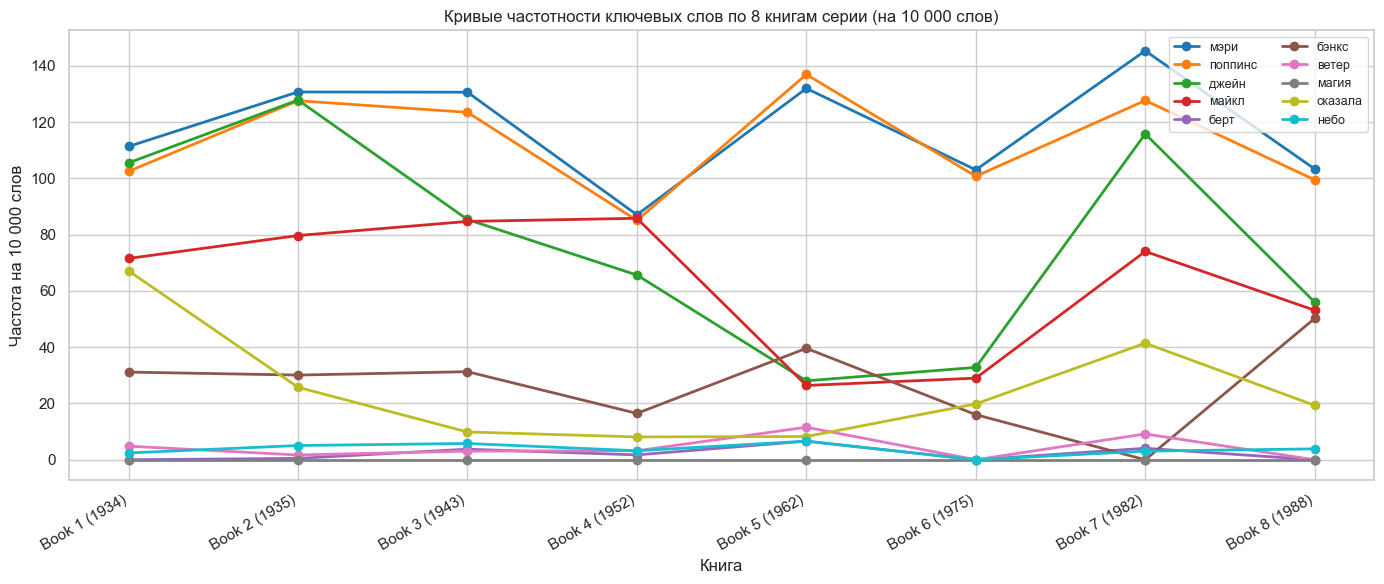 Кривые частотности ключевых слов по 8 книгам серии (на 10 000 слов)
Частота на 10 000 слов
140
120
100
80
60
40
20
0
мэри
поппинс
джейн
майкл
берт
бэнкс
ветер
магия
сказала
небо
Book 1 (1934)
Book 2 (1935)
Book 3 (1943)
Book 4 (1952)
Book 5 (1962)
Book 6 (1975)
Book 7 (1982)
Book 8 (1988)
Книга